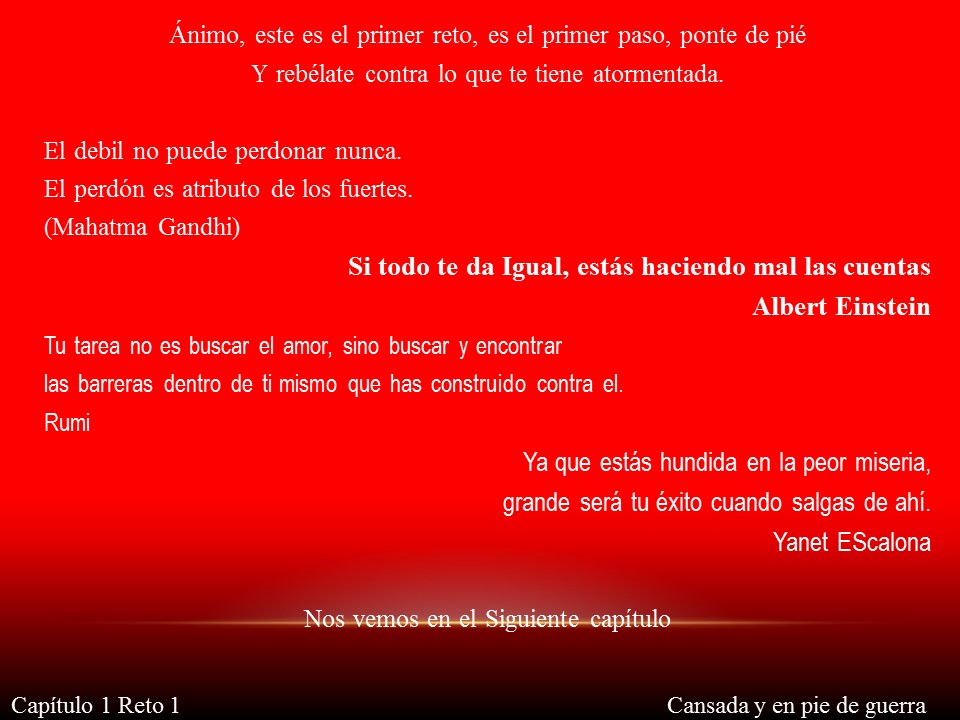 Ánimo, este es el primer reto, es el primer paso, ponte de pié
Y rebélate contra lo que te tiene atormentada.
El debil no puede perdonar nunca.
El perdón es atributo de los fuertes.
(Mahatma Gandhi)
Si todo te da Igual, estás haciendo mal las cuentas
Albert Einstein
Tu tarea no es buscar el amor, sino buscar y encontrar
las barreras dentro de ti mismo que has construido contra el.
Rumi
Ya que estás hundida en la peor miseria,
grande será tu éxito cuando salgas de ahí.
Yanet EScalona
Nos vemos en el Siguiente capítulo
Capítulo 1 Reto 1
Cansada y en pie de guerra